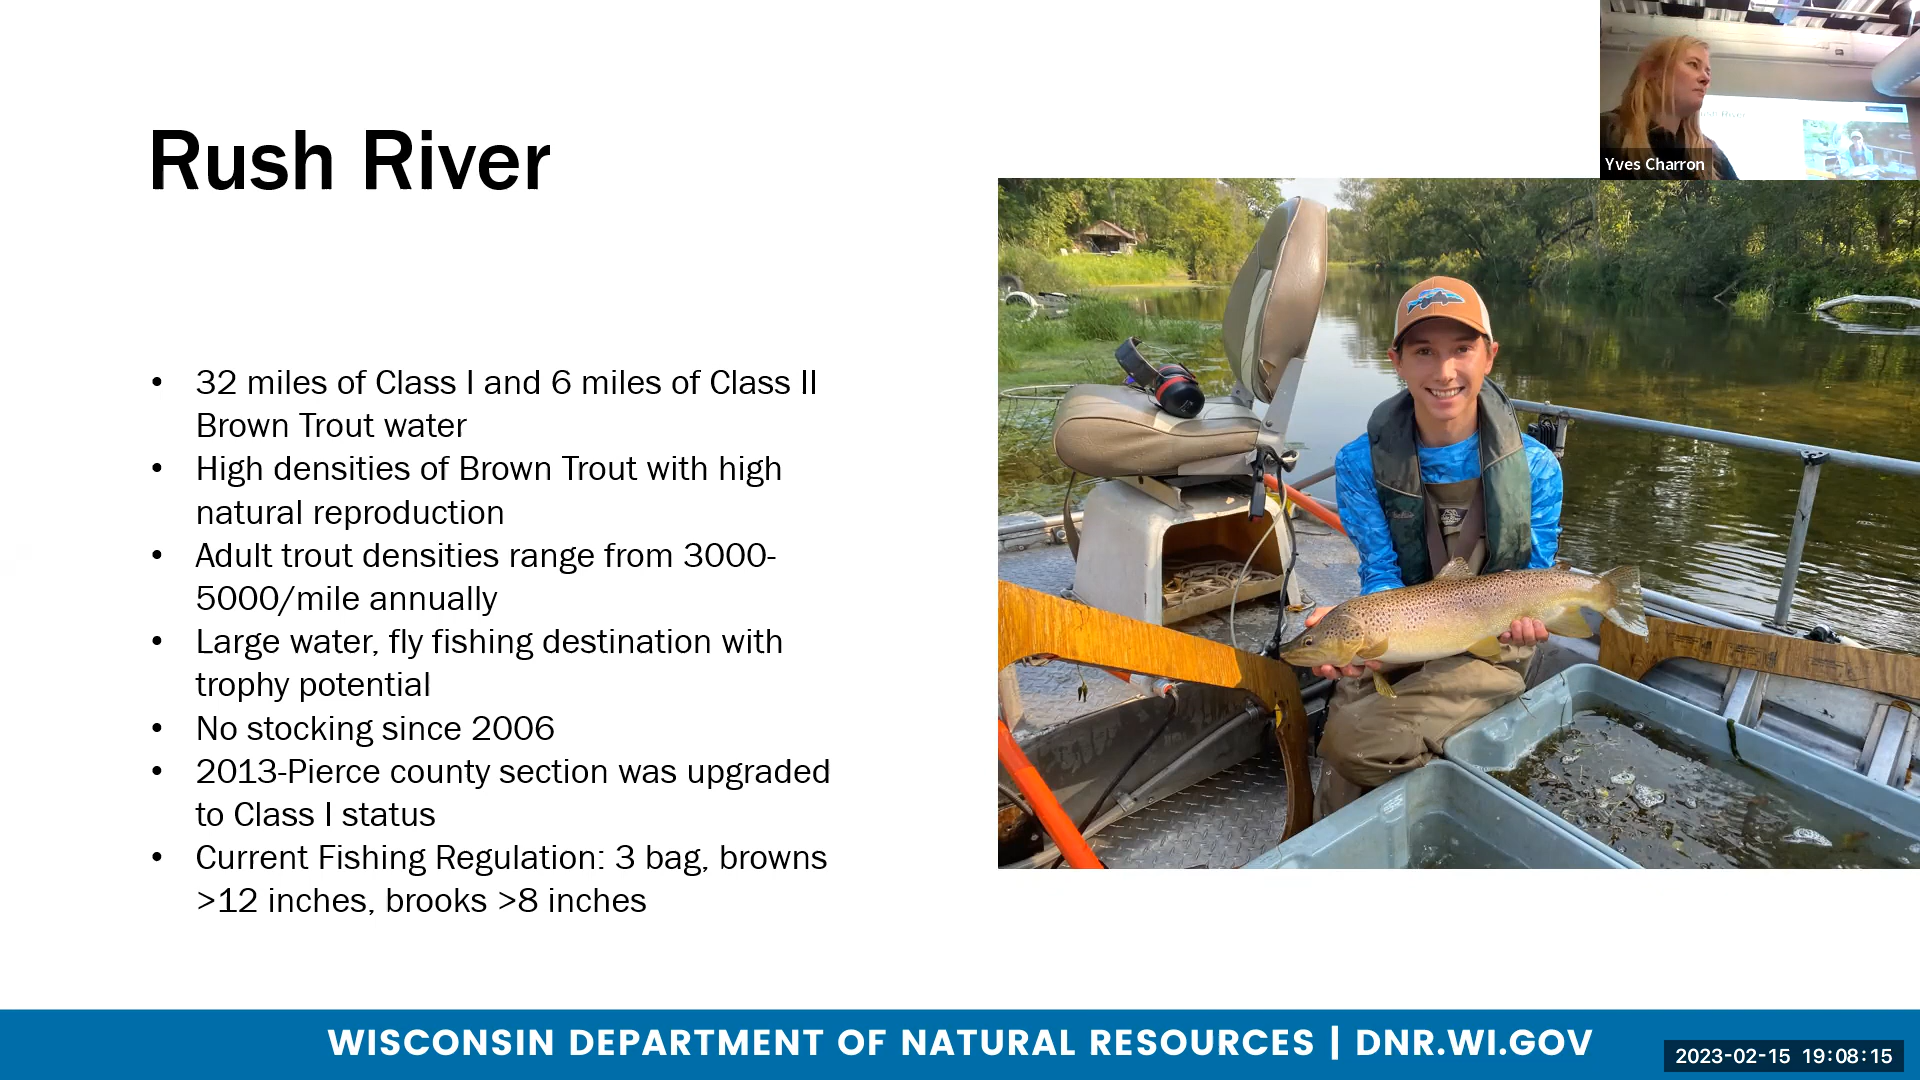 Rush River
Yves Charron
• 32 miles of Class I and 6 miles of Class II
Brown Trout water
• High densities of Brown Trout with high
natural reproduction
• Adult trout densities range from 3000-
5000/mile annually
• Large water, fly fishing destination with
trophy potential
• No stocking since 2006
• 2013-Pierce county section was upgraded
to Class I status
• Current Fishing Regulation: 3 bag, browns
>12 inches, brooks >8 inches
WISCONSIN DEPARTMENT OF NATURAL RESOURCES | DNR.WI.GOV
2023-02-15 19:08:15